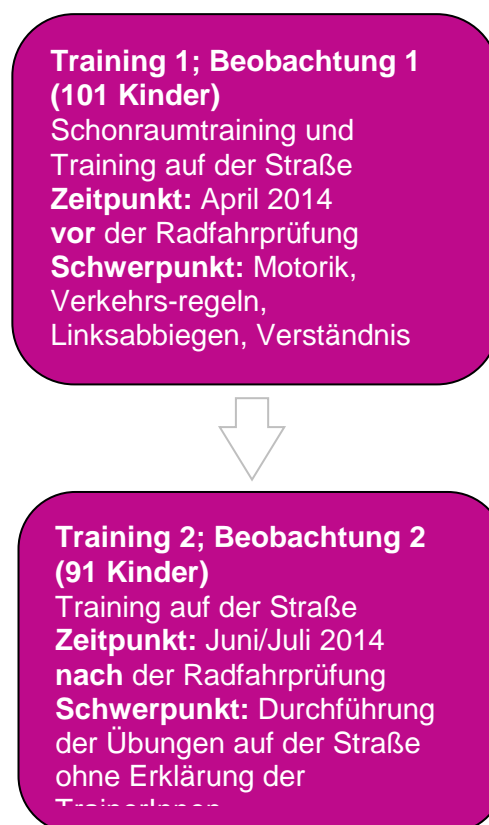 Training 1; Beobachtung 1
(101 Kinder)
Schonraumtraining und
Training auf der Straße
Zeitpunkt: April 2014
vor der Radfahrprüfung
Schwerpunkt: Motorik,
Verkehrs-regeln,
Linksabbiegen, Verständnis
Training 2; Beobachtung 2
(91 Kinder)
Training auf der Straße
Zeitpunkt: Juni/Juli 2014
nach der Radfahrprüfung
Schwerpunkt: Durchführung
der Übungen auf der Straße
ohne Erklärung der